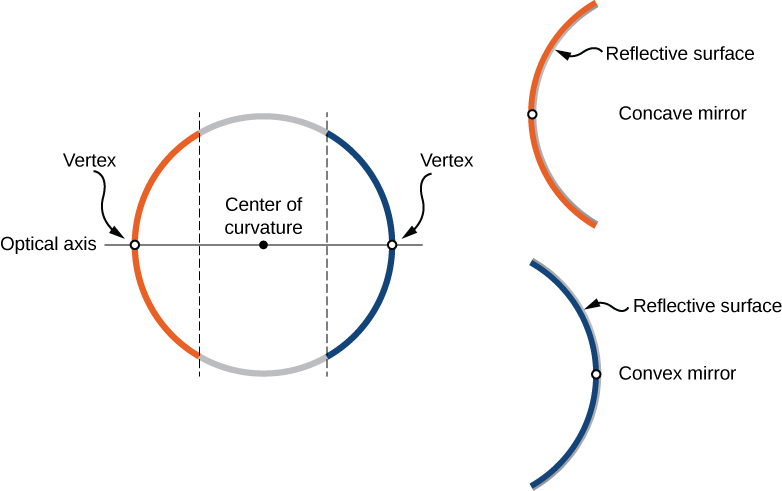 Reflective surface
Concave mirror
Vertex
Vertex
Center of
curvature
Optical axis
Reflective surface
Convex mirror